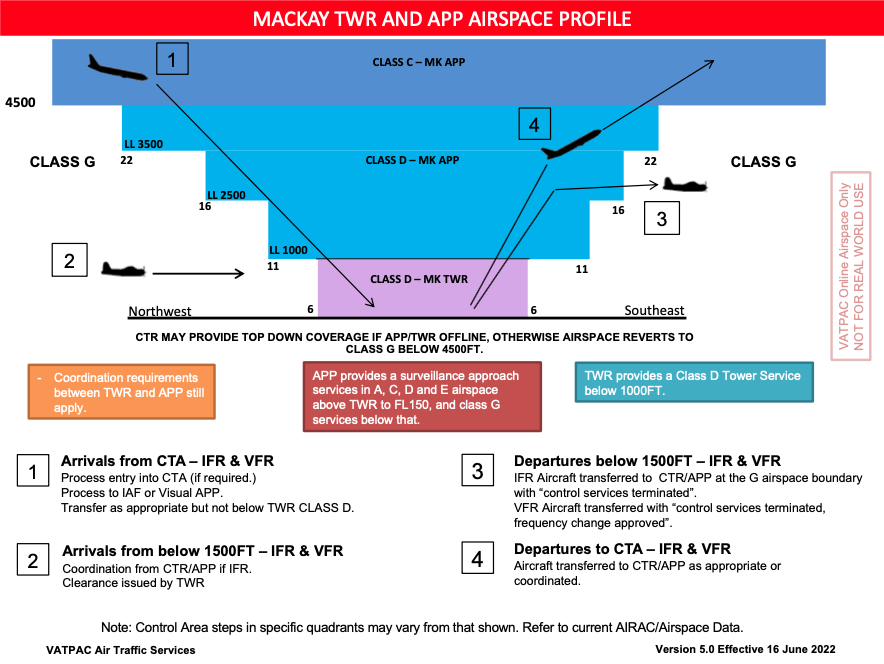 MACKAY TWR AND APP AIRSPACE PROFILE
1
CLASS C – MK APP
4500
4
LL 3500
CLASS G
22
CLASS D – MK APP
22
CLASS G
LL 2500
16
16
3
2
LL 1000
11
11
CLASS D – MK TWR
Northwest
6
6
Southeast
VATPAC Online Airspace Only
NOT FOR REAL WORLD USE
CTR MAY PROVIDE TOP DOWN COVERAGE IF APP/TWR OFFLINE, OTHERWISE AIRSPACE REVERTS TO
CLASS G BELOW 4500FT.
- Coordination requirements
between TWR and APP still
apply.
APP provides a surveillance approach
services in A, C, D and E airspace
above TWR to FL150, and class G
services below that.
TWR provides a Class D Tower Service
below 1000FT.
1
Arrivals from CTA – IFR & VFR
Process entry into CTA (if required.)
Process to IAF or Visual APP.
Transfer as appropriate but not below TWR CLASS D.
2
Arrivals from below 1500FT – IFR & VFR
Coordination from CTR/APP if IFR.
Clearance issued by TWR
3
Departures below 1500FT – IFR & VFR
IFR Aircraft transferred to CTR/APP at the G airspace boundary
with “control services terminated”.
VFR Aircraft transferred with “control services terminated,
frequency change approved”.
4
Departures to CTA – IFR & VFR
Aircraft transferred to CTR/APP as appropriate or
coordinated.
Note: Control Area steps in specific quadrants may vary from that shown. Refer to current AIRAC/Airspace Data.
VATPAC Air Traffic Services
Version 5.0 Effective 16 June 2022